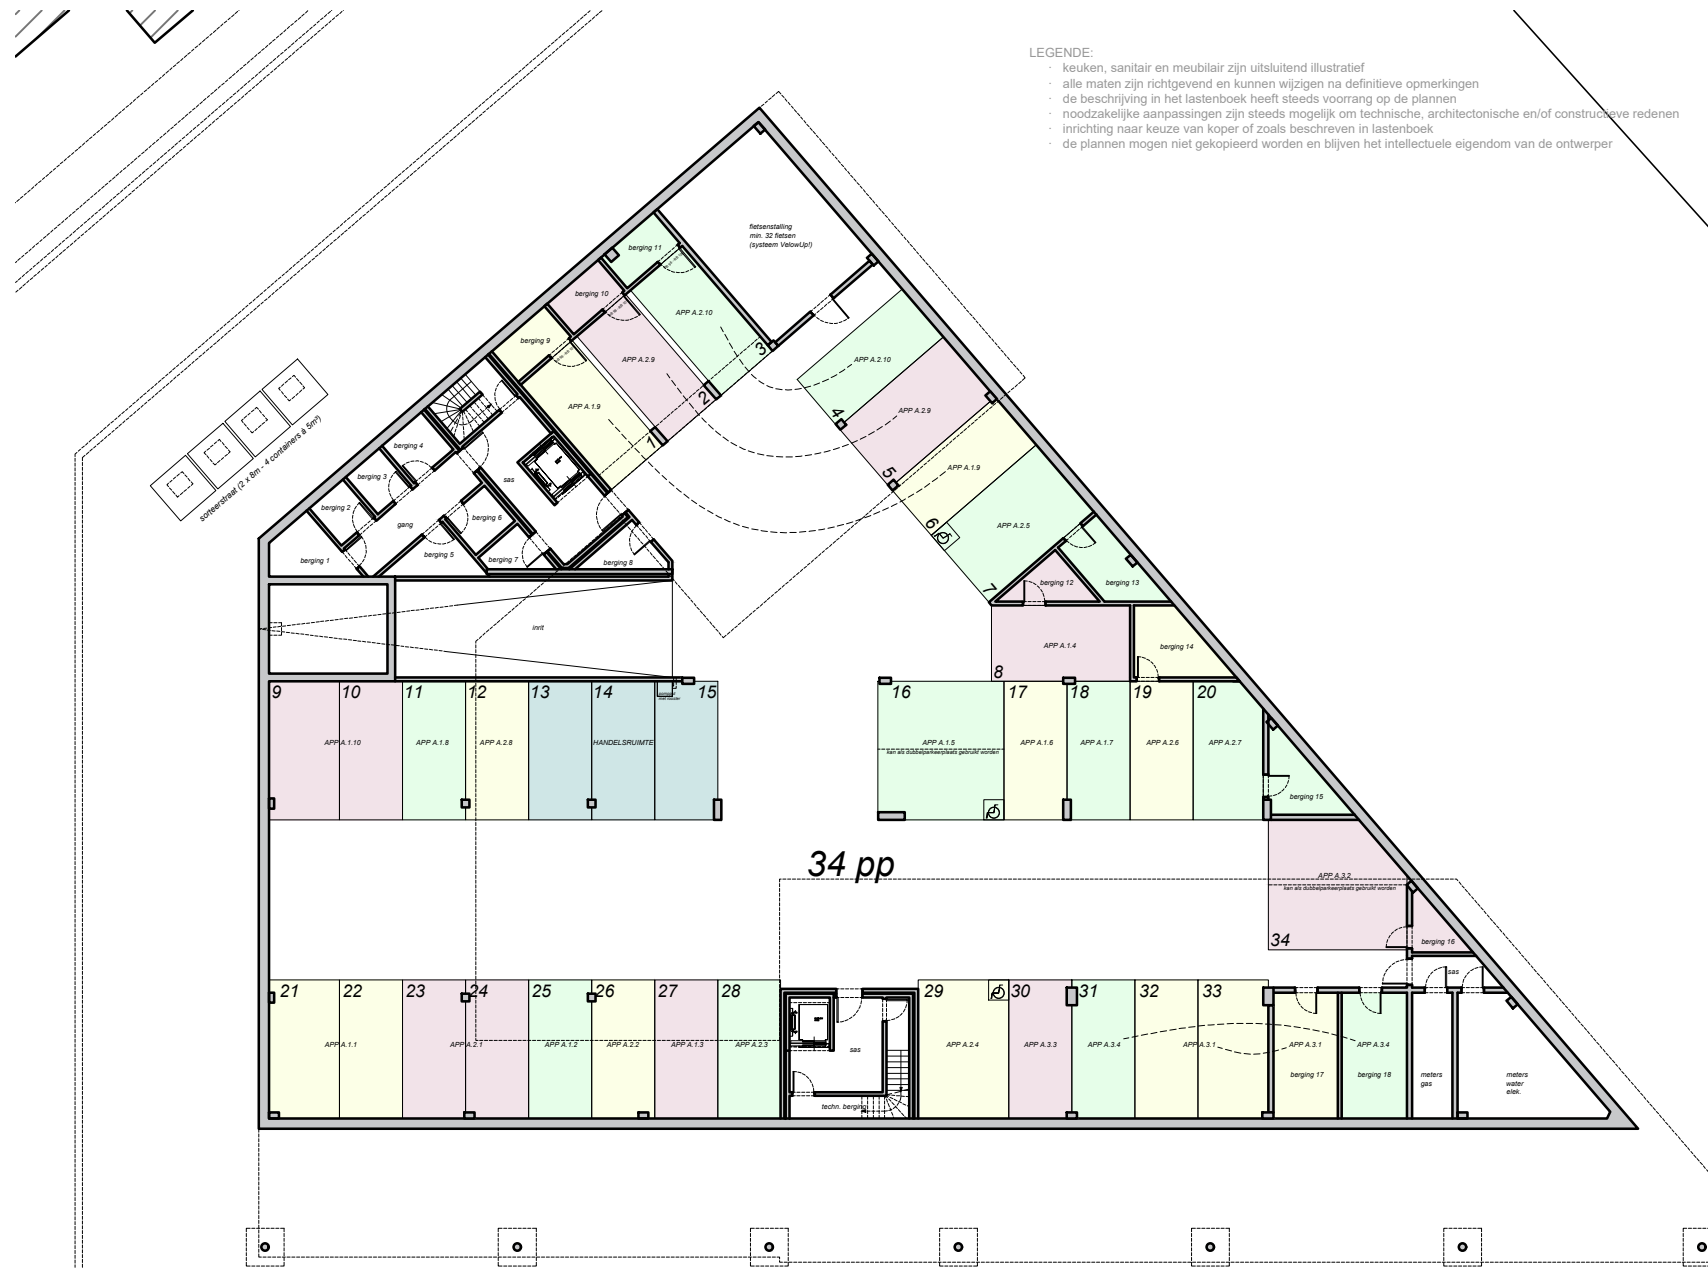 LEGENDE:
· keuken, sanitair en meubilair zijn uitsluitend illustratief
· alle maten zijn richtgevend en kunnen wijzigen na definitieve opmerkingen
· de beschrijving in het lastenboek heeft steeds voorrang op de plannen
· noodzakelijke aanpassingen zijn steeds mogelijk om technische, architectonische en/of constructieve redenen
· inrichting naar keuze van koper of zoals beschreven in lastenboek
· de plannen mogen niet gekopieerd worden en blijven het intellectuele eigendom van de ontwerper
fietsenstalling
min. 32 fietsen
(systeem VelowUp!)
berging 11
berging 10
berging 9
APP A.2.10
APP A.2.9
APP A.1.9
3
2
1
APP A.2.10
APP A.2.9
APP A.1.9
APP A.2.5
4
5
6
7
sorteerstraat (2 x 8m - 4 containers à 5m³)
berging 4
berging 3
berging 2
berging 1
gang
sas
berging 6
berging 5
berging 7
berging 8
berging 12
berging 13
APP A.1.4
8
berging 14
inrit
9
10
11
12
13
14
15
APP A.1.10
APP A.1.8
APP A.2.8
HANDELSRUIMTE
16
17
18
19
20
APP A.1.5
kan als dubbelparkeerplaats gebruikt worden
APP A.1.6
APP A.1.7
APP A.2.6
APP A.2.7
berging 15
34 pp
APP A.3.2
kan als dubbelparkeerplaats gebruikt worden
34
berging 16
sas
21
22
23
24
25
26
27
28
APP A.1.1
APP A.2.1
APP A.1.2
APP A.2.2
APP A.1.3
APP A.2.3
sas
techn. berging
29
30
31
32
33
APP A.2.4
APP A.3.3
APP A.3.4
APP A.3.1
APP A.3.1
APP A.3.4
berging 17
berging 18
meters
gas
meters
water
elek.